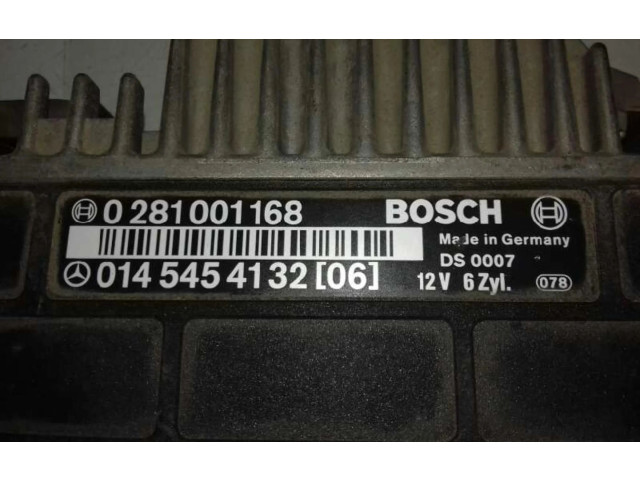 0 281 001 168 BOSCH
Made in Germany
DS 0007
014 545 41 32 [06] 12 V 6 Zyl. 078